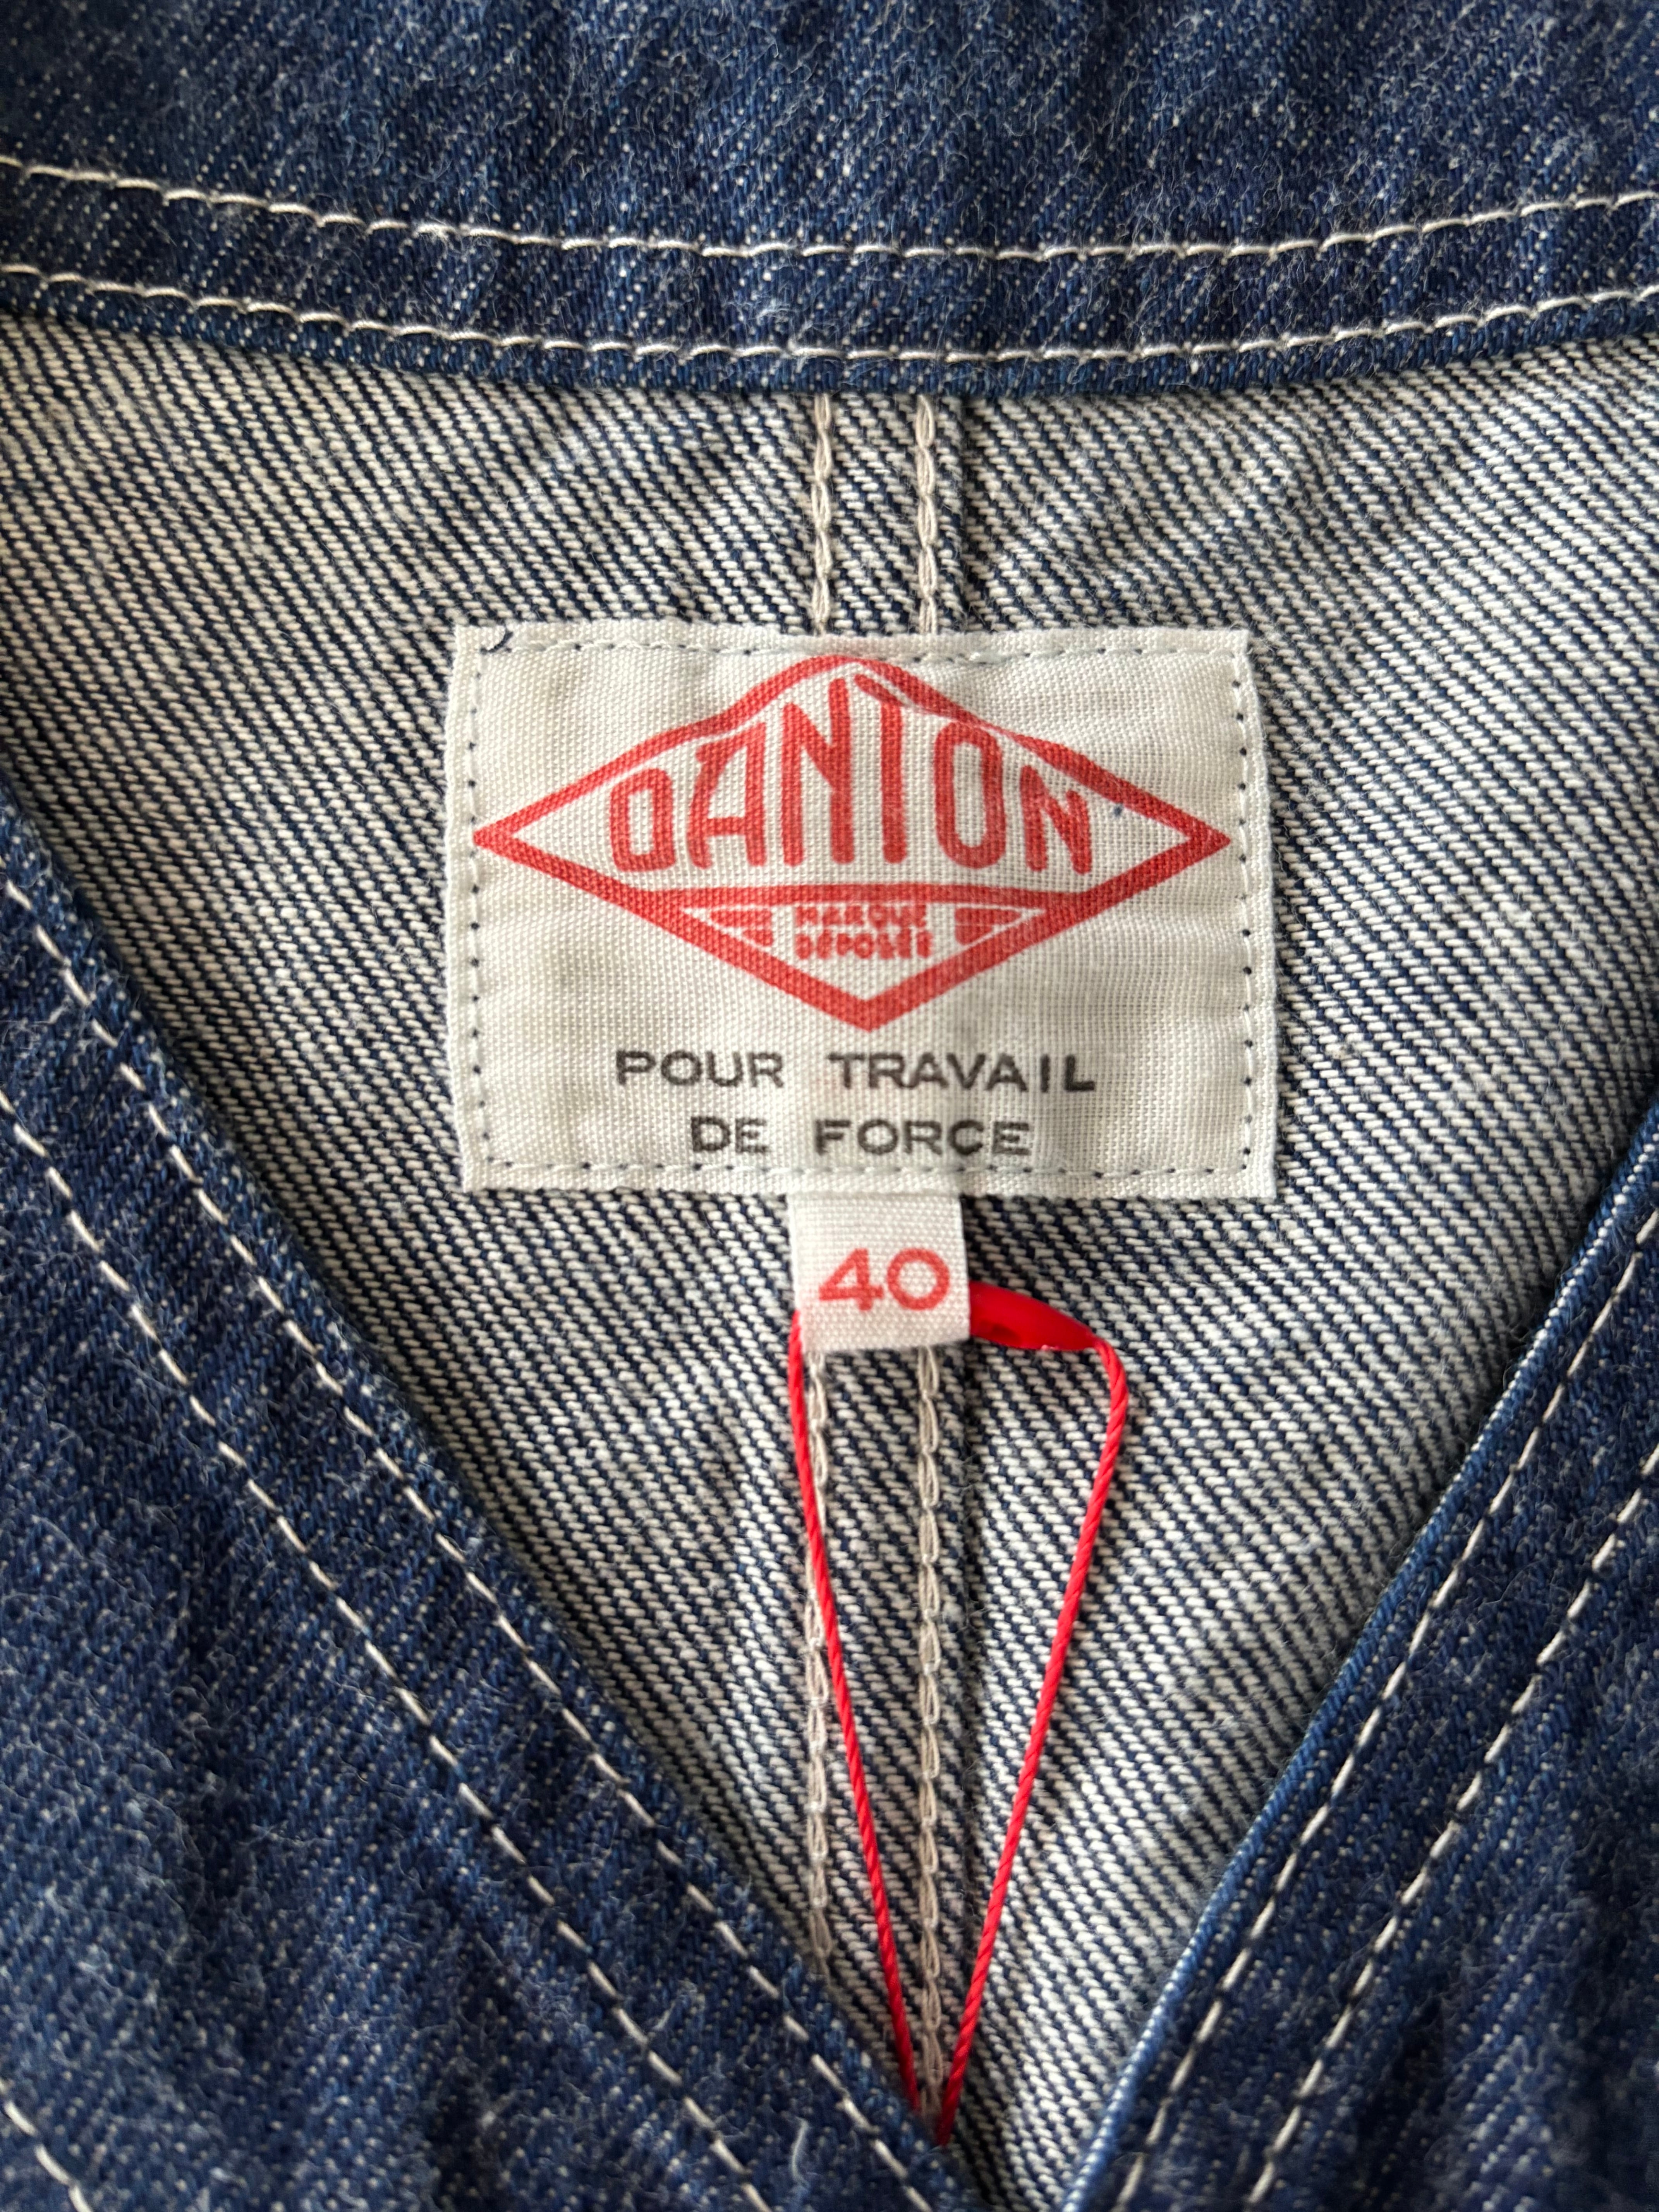 DANTON
MARQUE
DÉPOSÉE
POUR TRAVAIL
DE FORCE
40